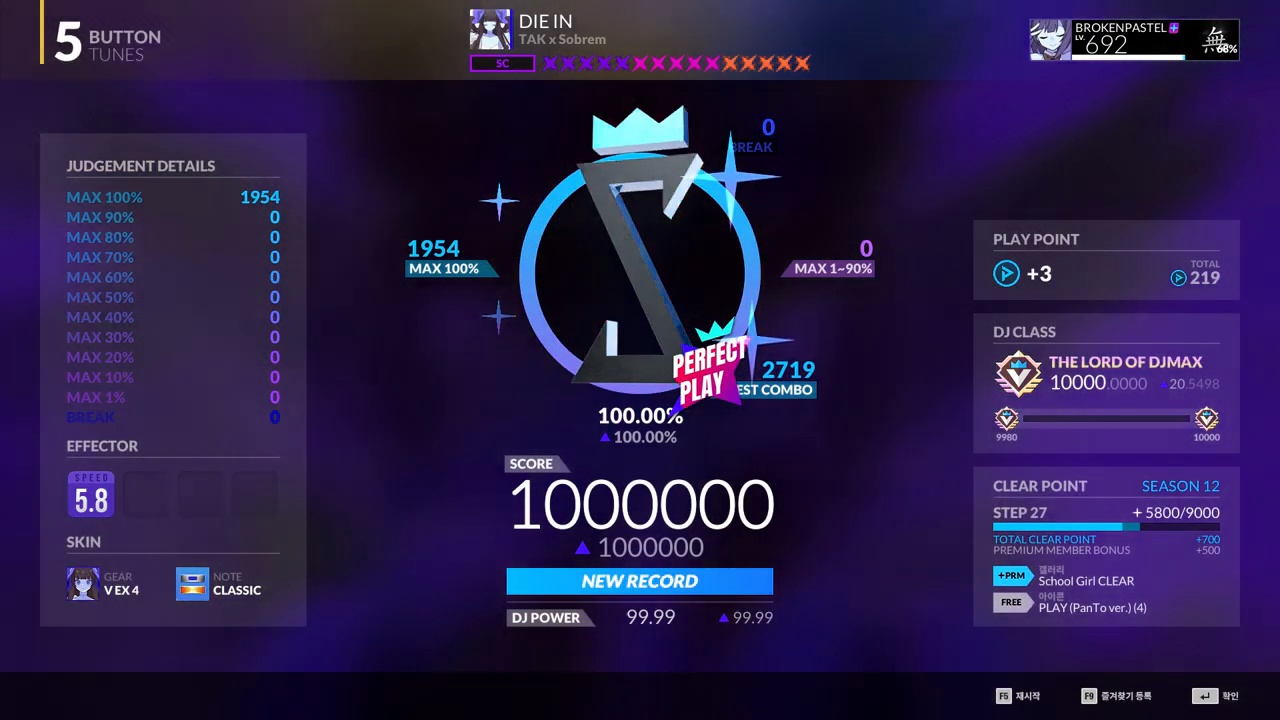 5 BUTTON
TUNES
DIE IN
TAK x Sobrem
SC
BROKENPASTEL
LV. 692
無
68%
JUDGEMENT DETAILS
MAX 100% 1954
MAX 90% 0
MAX 80% 0
MAX 70% 0
MAX 60% 0
MAX 50% 0
MAX 40% 0
MAX 30% 0
MAX 20% 0
MAX 10% 0
MAX 1% 0
BREAK 0
EFFECTOR
SPEED
5.8
SKIN
GEAR
V EX 4
NOTE
CLASSIC
0
BREAK
1954
MAX 100%
0
MAX 1~90%
S
PERFECT
PLAY
2719
EST COMBO
100.00%
▲ 100.00%
SCORE
1000000
▲ 1000000
NEW RECORD
DJ POWER 99.99 ▲ 99.99
PLAY POINT
+3
TOTAL
219
DJ CLASS
THE LORD OF DJMAX
10000.0000 ▲ 20.5498
9980 10000
CLEAR POINT SEASON 12
STEP 27 + 5800/9000
TOTAL CLEAR POINT +700
PREMIUM MEMBER BONUS +500
+PRM 갤러리
School Girl CLEAR
FREE 아이콘
PLAY (PanTo ver.) (4)
F5 재시작 F9 즐겨찾기 등록 ↵ 확인